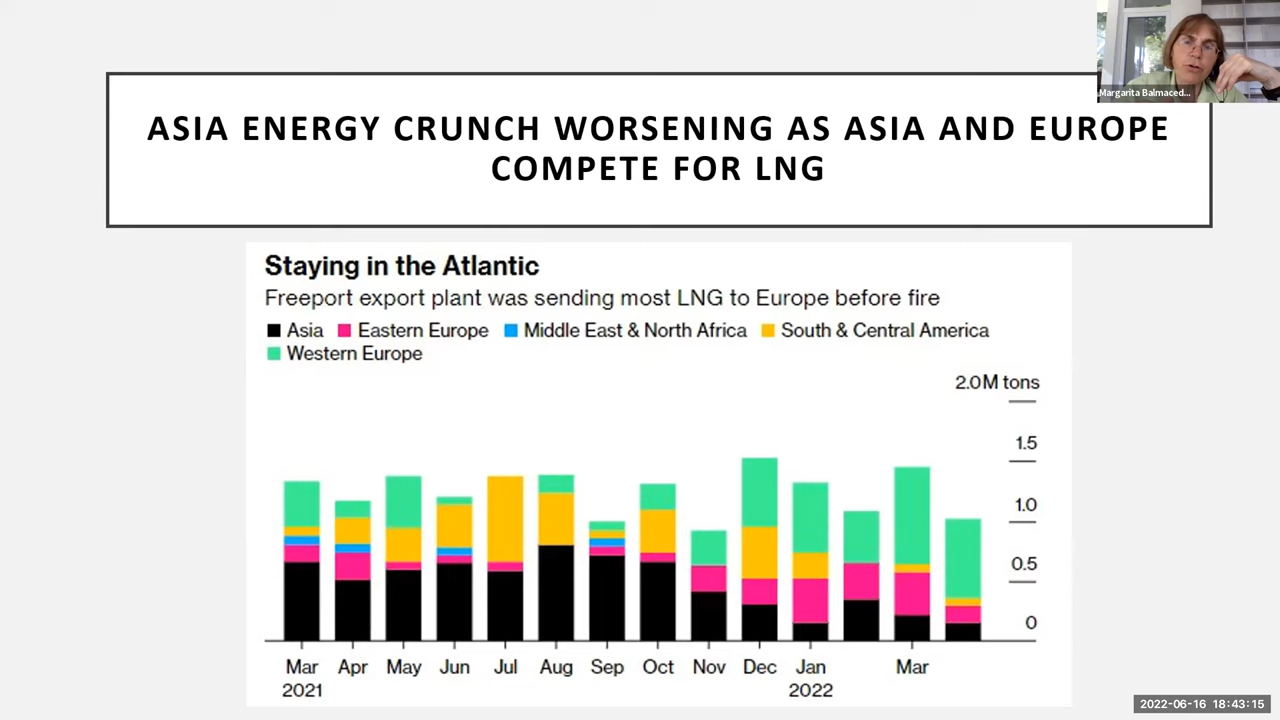 Margarita Balmaced...
ASIA ENERGY CRUNCH WORSENING AS ASIA AND EUROPE
COMPETE FOR LNG
Staying in the Atlantic
Freeport export plant was sending most LNG to Europe before fire
Asia Eastern Europe Middle East & North Africa South & Central America
Western Europe
2.0M tons
1.5
1.0
0.5
0
Mar Apr May Jun Jul Aug Sep Oct Nov Dec Jan Mar
2021 2022
2022-06-16 18:43:15